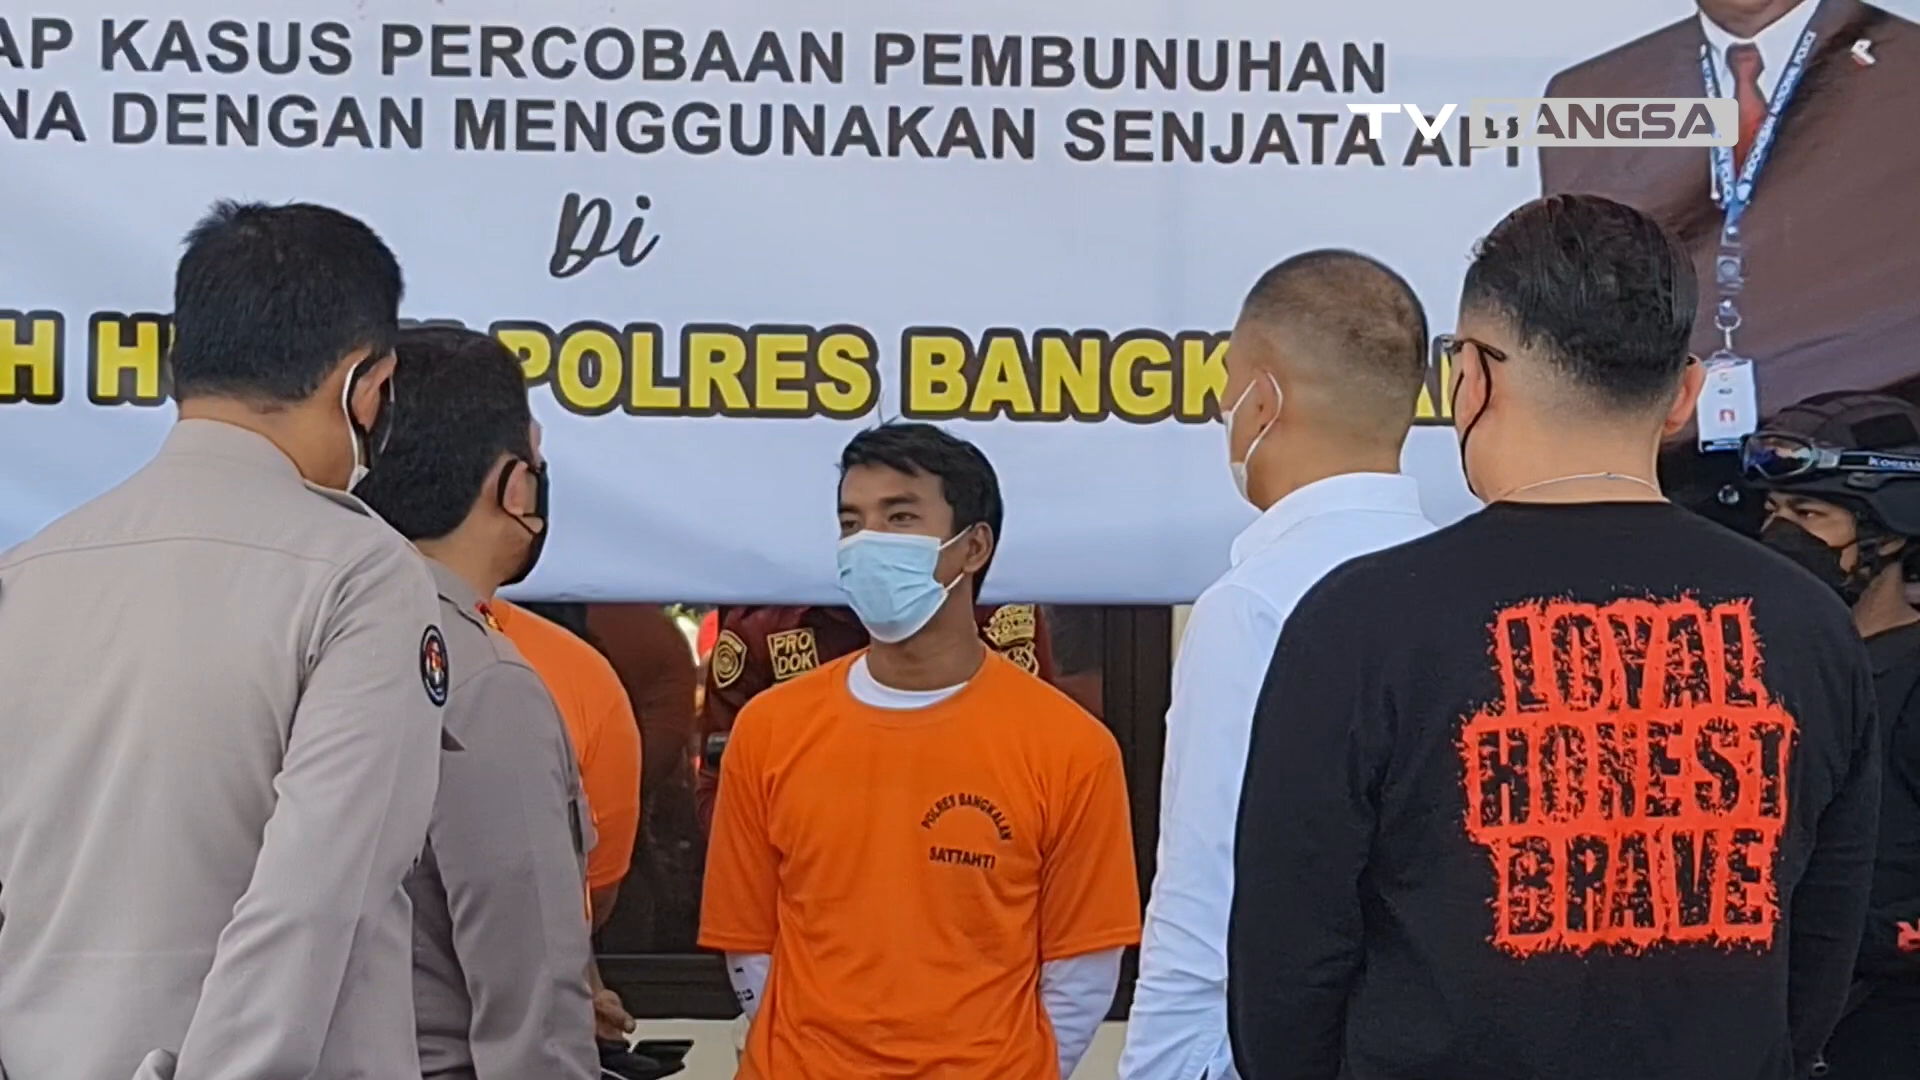 AP KASUS PERCOBAAN PEMBUNUHAN
NA DENGAN MENGGUNAKAN SENJATA API
TV BANGSA
Di
H H POLRES BANGK
PRO
DOK
POLRES BANGKALAN
SATTAHTI
LOYAL
HONEST
BRAVE